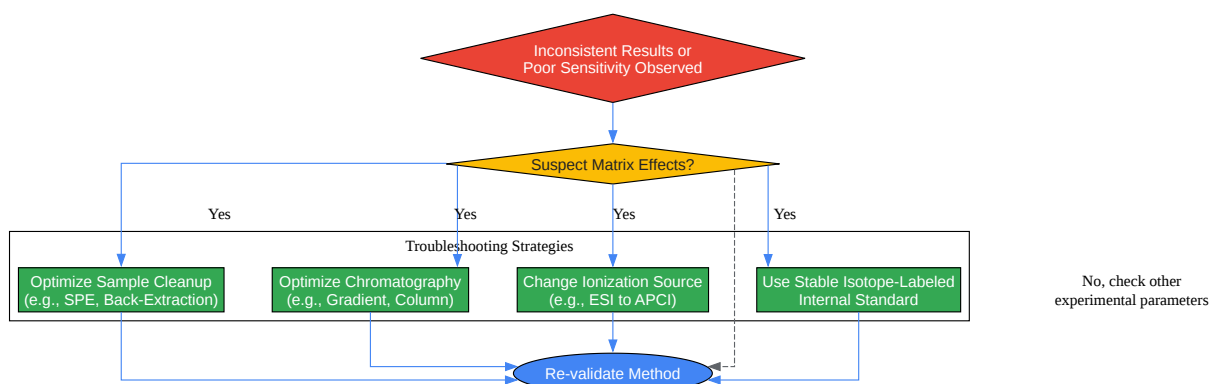 Inconsistent Results or
Poor Sensitivity Observed
Suspect Matrix Effects?
Yes
Yes
Yes
Yes
Troubleshooting Strategies
Optimize Sample Cleanup
(e.g., SPE, Back-Extraction)
Optimize Chromatography
(e.g., Gradient, Column)
Change Ionization Source
(e.g., ESI to APCI)
Use Stable Isotope-Labeled
Internal Standard
No, check other
experimental parameters
Re-validate Method